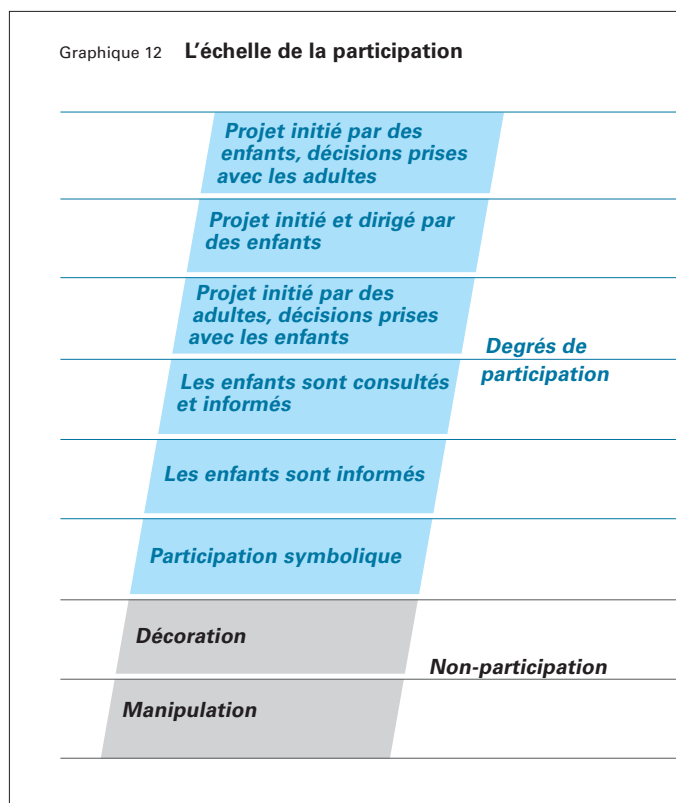 Graphique 12 L'échelle de la participation
Projet initié par des
enfants, décisions prises
avec les adultes
Projet initié et dirigé par
des enfants
Projet initié par des
adultes, décisions prises
avec les enfants
Degrés de
participation
Les enfants sont consultés
et informés
Les enfants sont informés
Participation symbolique
Décoration
Non-participation
Manipulation